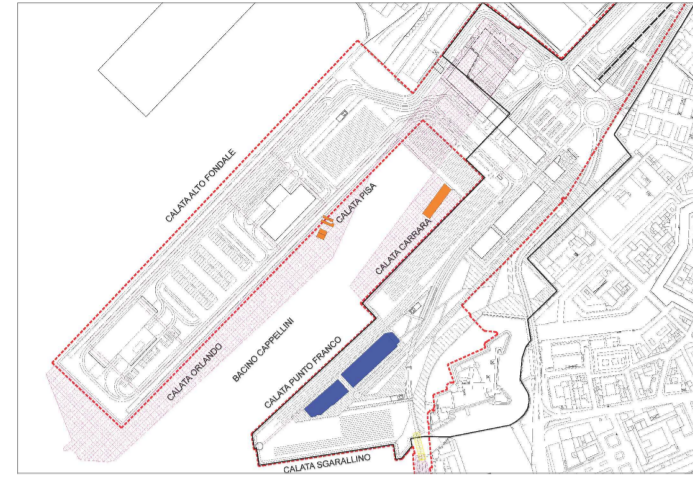 CALATA ALTO FONDALE
CALATA PISA
CALATA CARRARA
BACINO CAPPELLINI
CALATA PUNTO FRANCO
CALATA ORLANDO
CALATA SGARALLINO